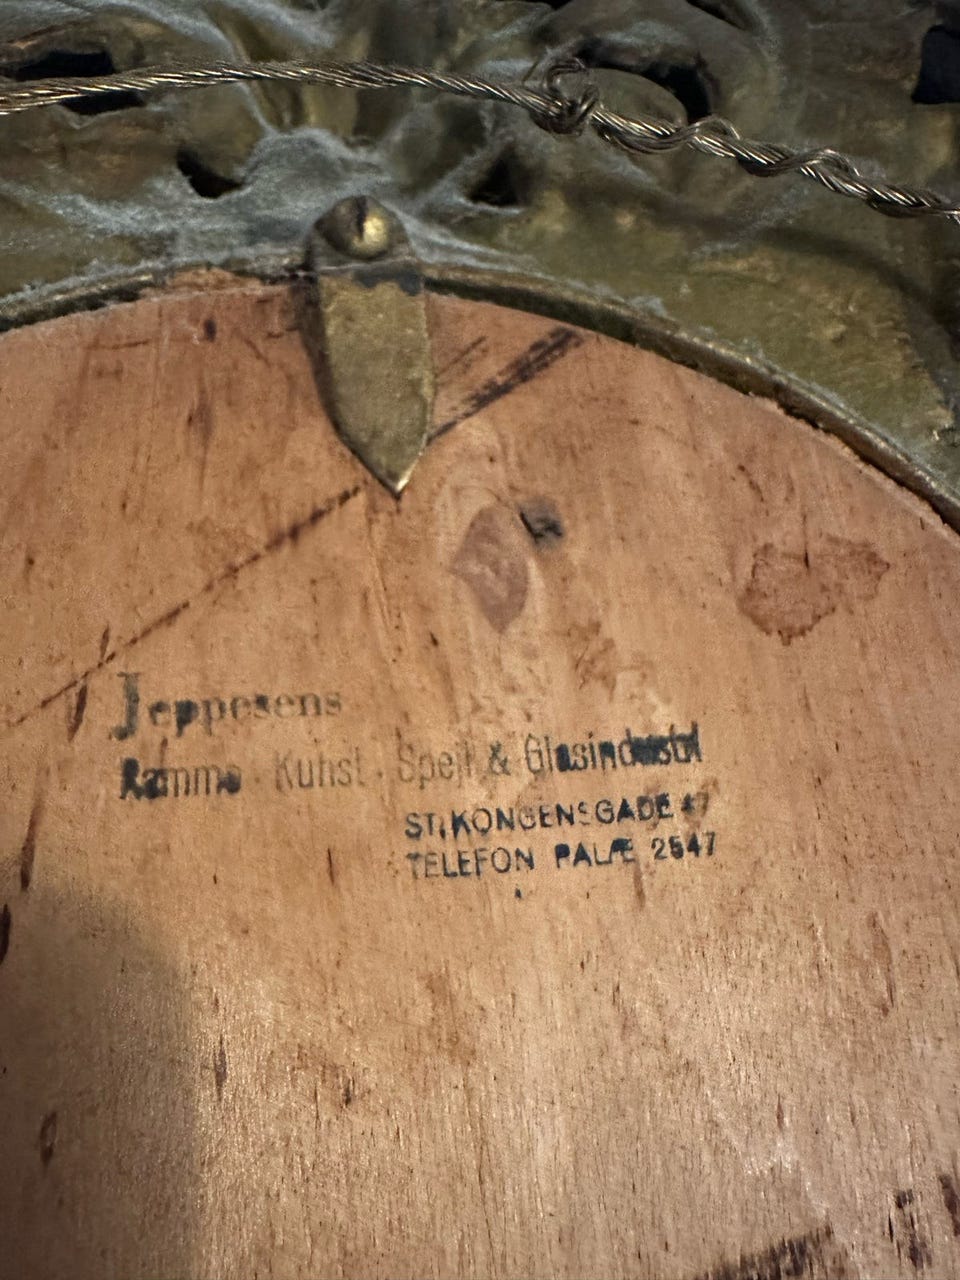 Jeppesens
Ramme · Kunst · Spejl & Glasindustri
ST. KONGENSGADE 47
TELEFON PALÆ 2547